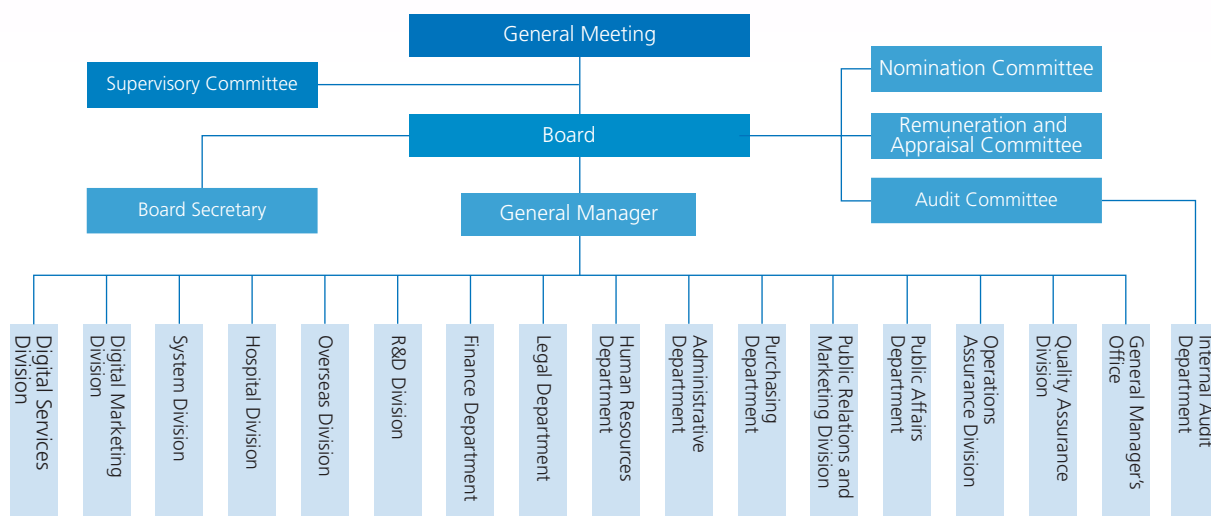 General Meeting
Supervisory Committee
Nomination Committee
Board
Remuneration and
Appraisal Committee
Board Secretary
General Manager
Audit Committee
Digital Services
Division
Digital Marketing
Division
System Division
Hospital Division
Overseas Division
R&D Division
Finance Department
Legal Department
Human Resources
Department
Administrative
Department
Purchasing
Department
Public Relations and
Marketing Division
Public Affairs
Department
Operations
Assurance Division
Quality Assurance
Division
General Manager's
Office
Internal Audit
Department